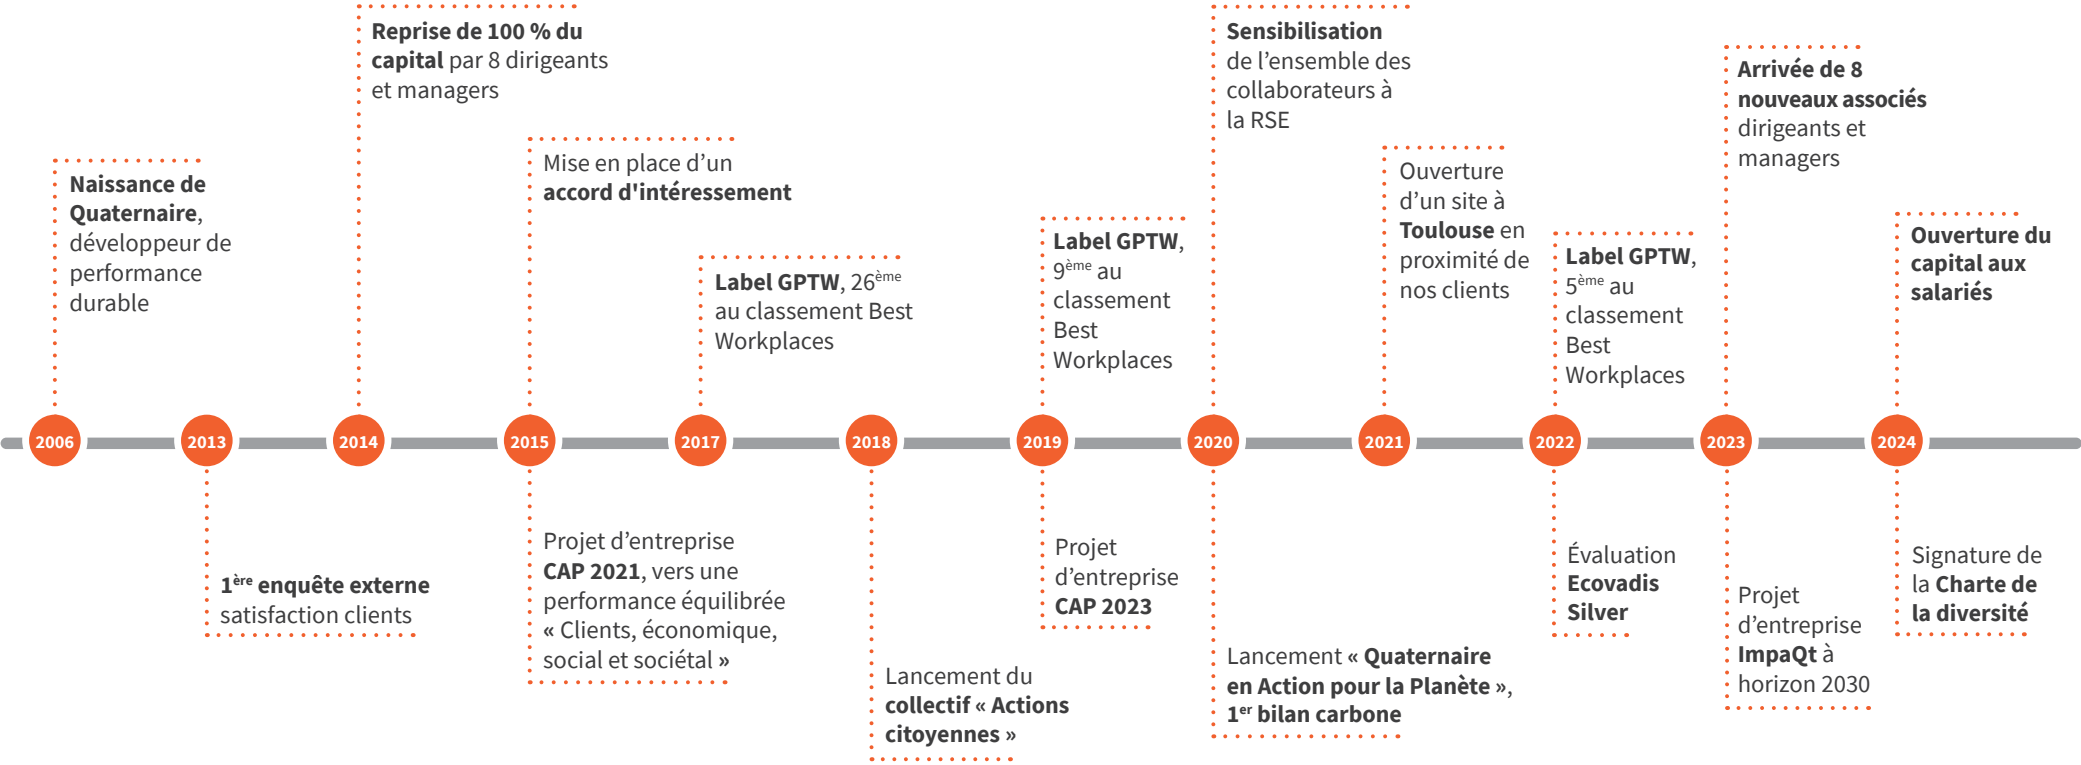 Naissance de
Quaternaire,
développeur de
performance
durable
Reprise de 100 % du
capital par 8 dirigeants
et managers
Mise en place d’un
accord d'intéressement
Label GPTW, 26ème
au classement Best
Workplaces
Label GPTW,
9ème au
classement
Best
Workplaces
Sensibilisation
de l’ensemble des
collaborateurs à
la RSE
Ouverture
d’un site à
Toulouse en
proximité de
nos clients
Label GPTW,
5ème au
classement
Best
Workplaces
Arrivée de 8
nouveaux associés
dirigeants et
managers
Ouverture du
capital aux
salariés
2006 2013 2014 2015 2017 2018 2019 2020 2021 2022 2023 2024
1ère enquête externe
satisfaction clients
Projet d’entreprise
CAP 2021, vers une
performance équilibrée
« Clients, économique,
social et sociétal »
Lancement du
collectif « Actions
citoyennes »
Projet
d’entreprise
CAP 2023
Lancement « Quaternaire
en Action pour la Planète »,
1er bilan carbone
Évaluation
Ecovadis
Silver
Projet
d’entreprise
ImpaQt à
horizon 2030
Signature de
la Charte de
la diversité